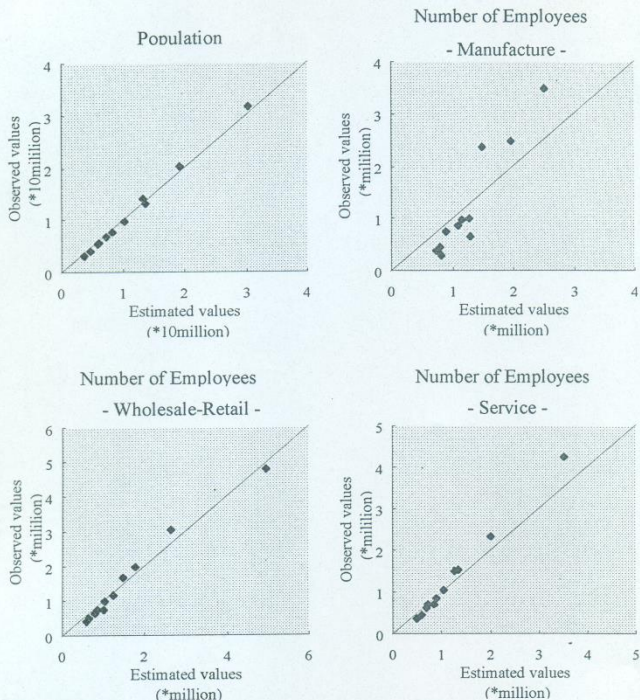 Population
4
3
2
1
0
0 1 2 3 4
Observed values
(*10mililion)
Estimated values
(*10million)
Number of Employees
- Manufacture -
4
3
2
1
0
0 1 2 3 4
Observed values
(*mililion)
Estimated values
(*million)
Number of Employees
- Wholesale-Retail -
6
5
4
3
2
1
0
0 2 4 6
Observed values
(*mililion)
Estimated values
(*million)
Number of Employees
- Service -
5
4
3
2
1
0
0 1 2 3 4 5
Observed values
(*mililion)
Estimated values
(*million)